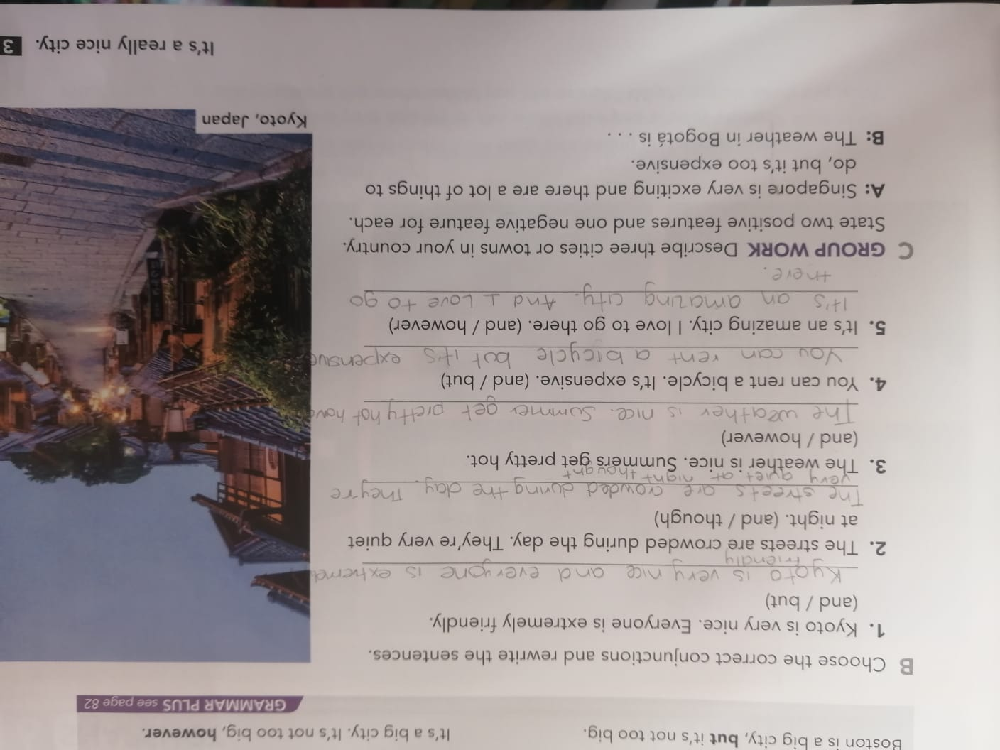 Boston is a big city, but it's not too big.
It's a big city. It's not too big, however.
GRAMMAR PLUS see page 82
B Choose the correct conjunctions and rewrite the sentences.
1. Kyoto is very nice. Everyone is extremely friendly.
(and / but)
Kyoto is very nice and everyone is extremel
friendly
2. The streets are crowded during the day. They're very quiet
at night. (and / though)
The streets are crowded during the day. They're
very quiet at night thought
3. The weather is nice. Summers get pretty hot.
(and / however)
The weather is nice. Summer get pretty hot
4. You can rent a bicycle. It's expensive. (and / but)
You can rent a bicycle but it's expensive
5. It's an amazing city. I love to go there. (and / however)
It's an amazing city. And I Love to go
there.
C GROUP WORK Describe three cities or towns in your country.
State two positive features and one negative feature for each.
A: Singapore is very exciting and there are a lot of things to
do, but it's too expensive.
B: The weather in Bogotá is . . .
Kyoto, Japan
It's a really nice city. 3